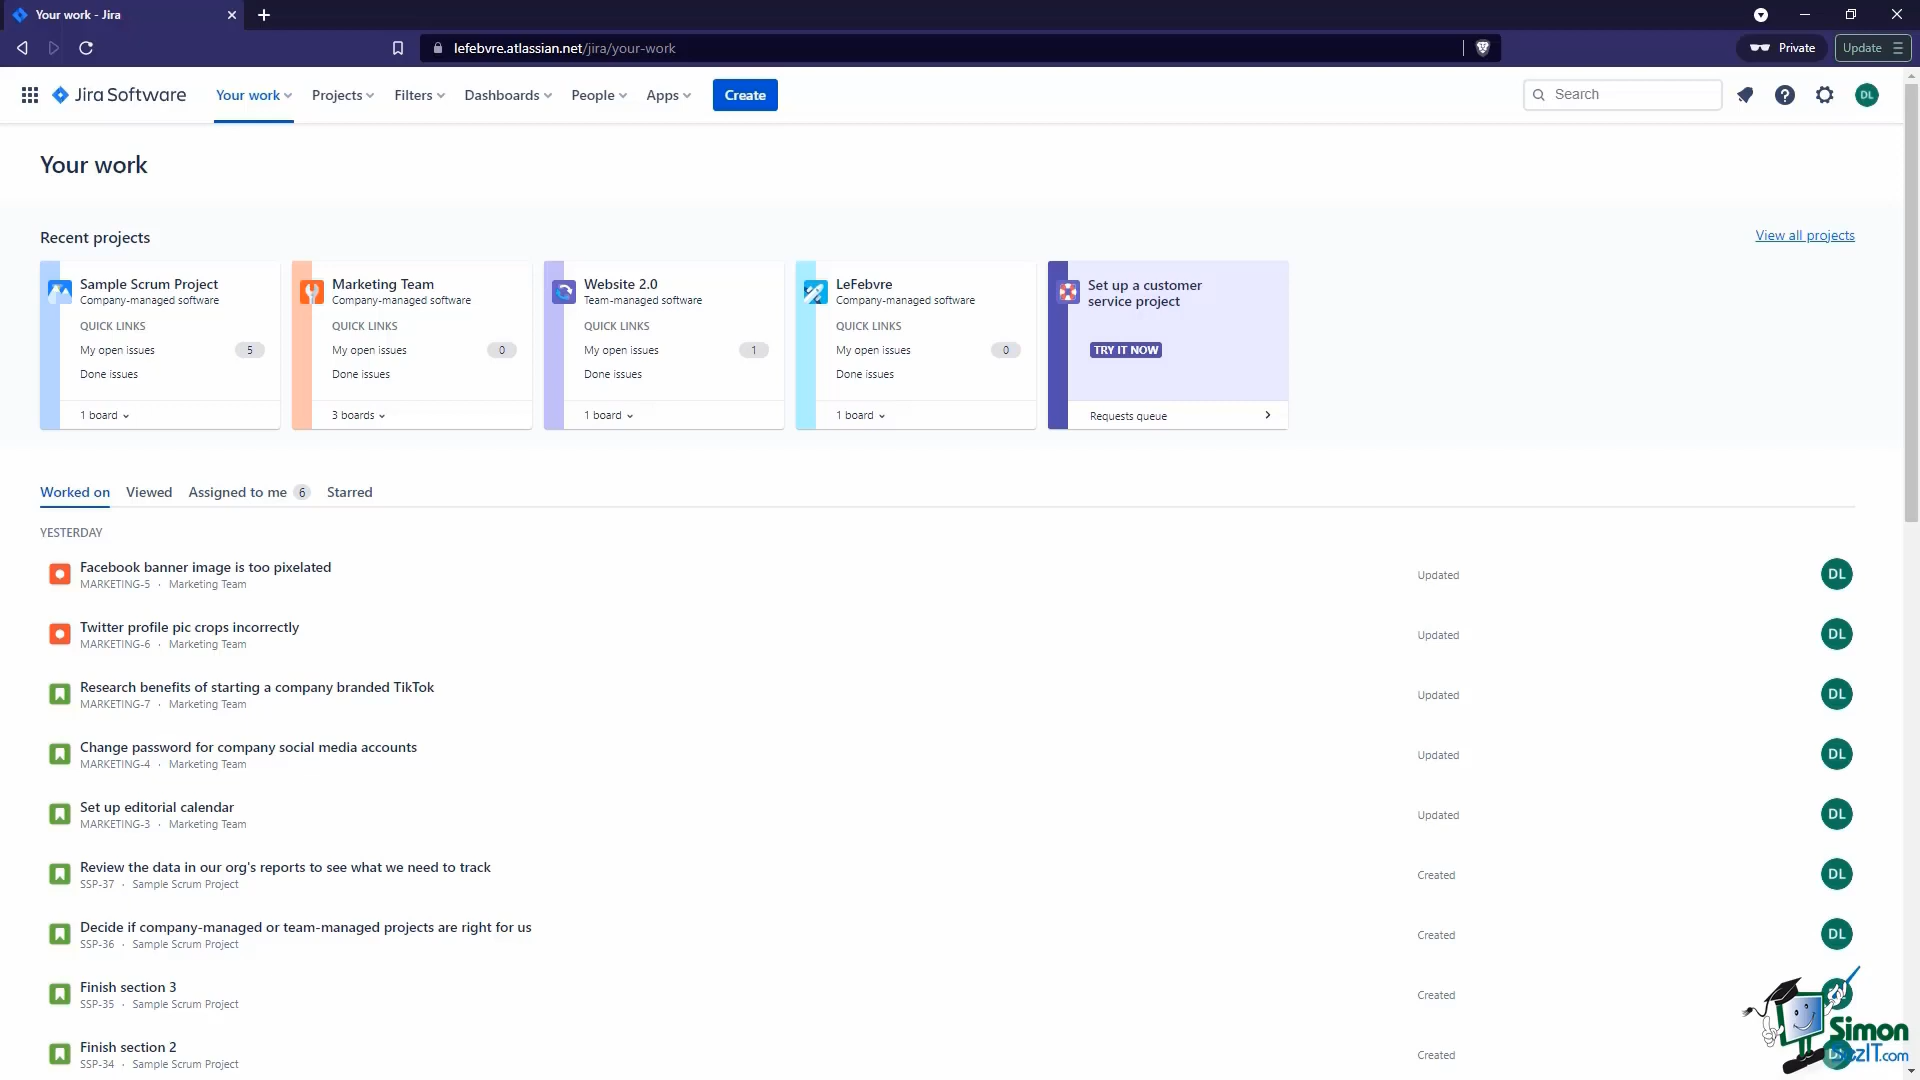 Your work - Jira
lefebvre.atlassian.net/jira/your-work
Private
Update
Jira Software
Your work
Projects
Filters
Dashboards
People
Apps
Create
Search
DL
Your work
Recent projects
View all projects
Sample Scrum Project
Company-managed software
QUICK LINKS
My open issues 5
Done issues
1 board
Marketing Team
Company-managed software
QUICK LINKS
My open issues 0
Done issues
3 boards
Website 2.0
Team-managed software
QUICK LINKS
My open issues 1
Done issues
1 board
LeFebvre
Company-managed software
QUICK LINKS
My open issues 0
Done issues
1 board
Set up a customer
service project
TRY IT NOW
Requests queue
Worked on
Viewed
Assigned to me 6
Starred
YESTERDAY
Facebook banner image is too pixelated
MARKETING-5 · Marketing Team
Updated
DL
Twitter profile pic crops incorrectly
MARKETING-6 · Marketing Team
Updated
DL
Research benefits of starting a company branded TikTok
MARKETING-7 · Marketing Team
Updated
DL
Change password for company social media accounts
MARKETING-4 · Marketing Team
Updated
DL
Set up editorial calendar
MARKETING-3 · Marketing Team
Updated
DL
Review the data in our org's reports to see what we need to track
SSP-37 · Sample Scrum Project
Created
DL
Decide if company-managed or team-managed projects are right for us
SSP-36 · Sample Scrum Project
Created
DL
Finish section 3
SSP-35 · Sample Scrum Project
Created
Finish section 2
SSP-34 · Sample Scrum Project
Created
Simon
SezIT.com